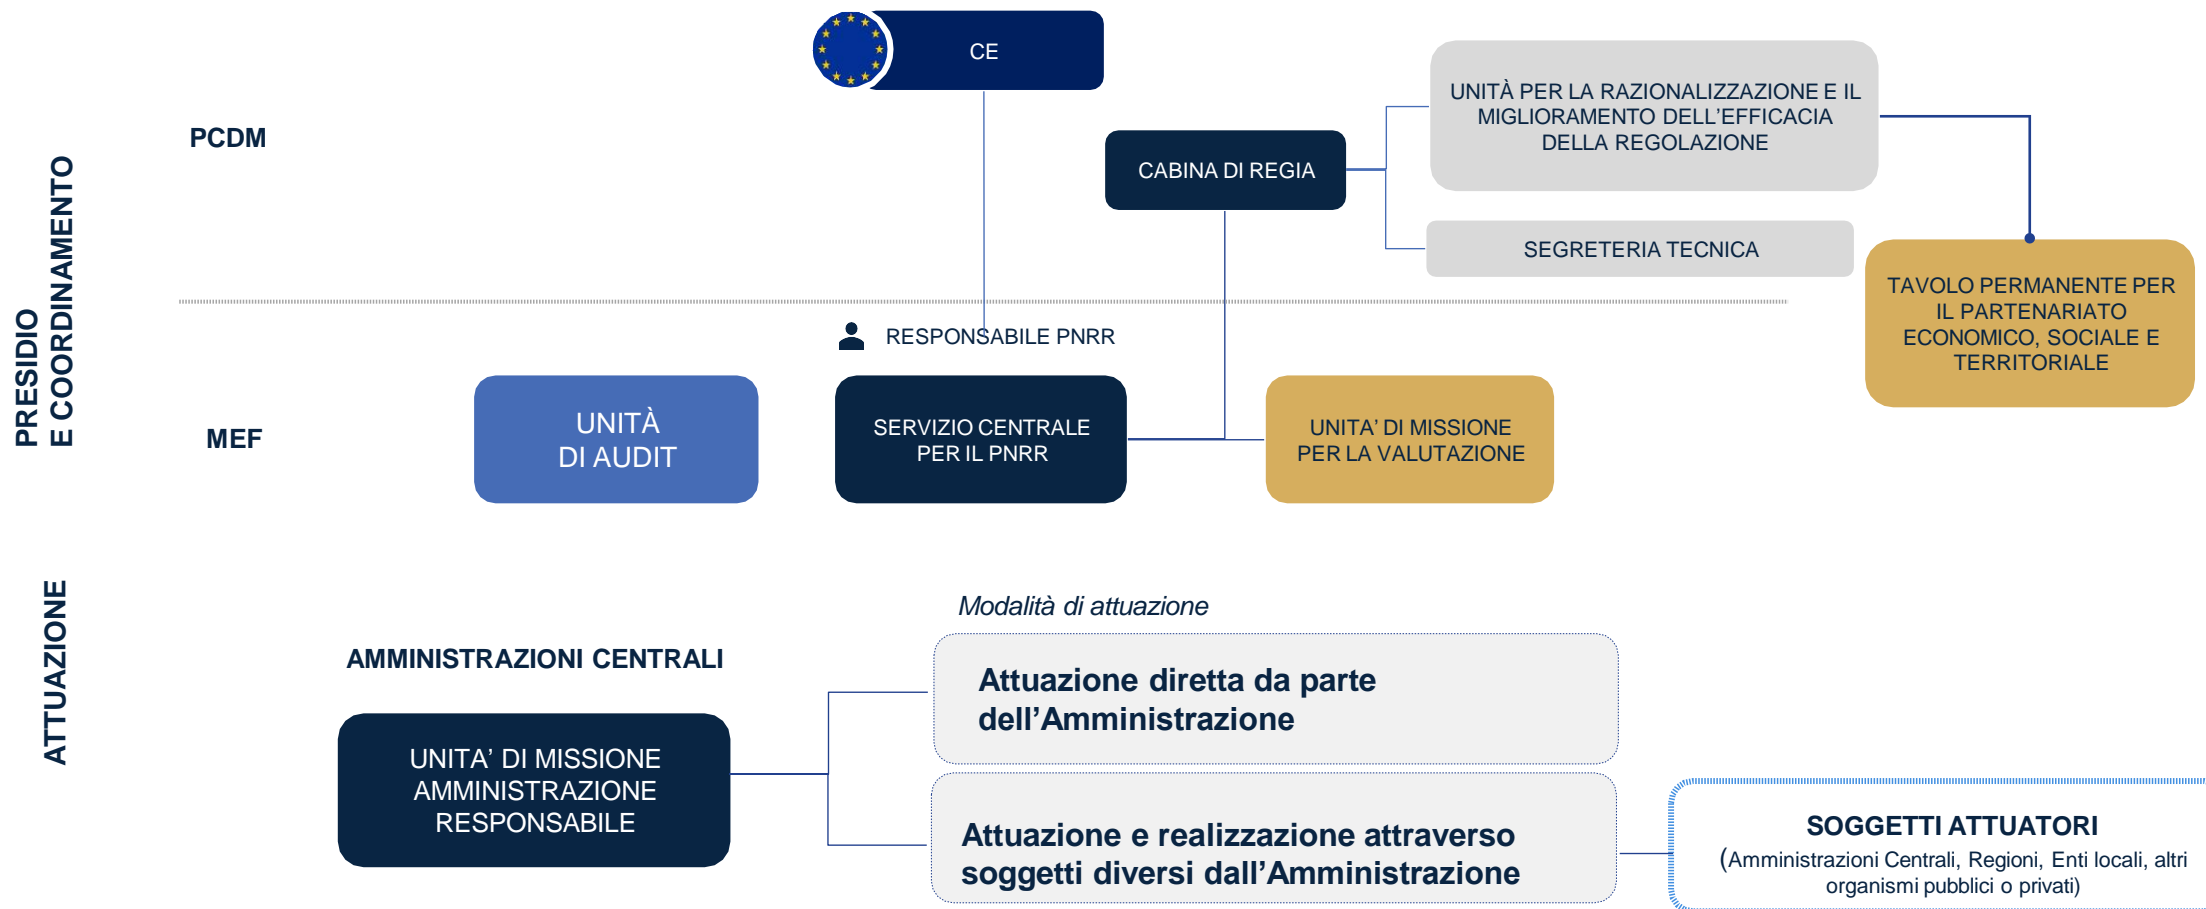 PRESIDIO
E COORDINAMENTO
PCDM
CE
CABINA DI REGIA
UNITÀ PER LA RAZIONALIZZAZIONE E IL
MIGLIORAMENTO DELL’EFFICACIA
DELLA REGOLAZIONE
SEGRETERIA TECNICA
TAVOLO PERMANENTE PER
IL PARTENARIATO
ECONOMICO, SOCIALE E
TERRITORIALE
RESPONSABILE PNRR
MEF
UNITÀ
DI AUDIT
SERVIZIO CENTRALE
PER IL PNRR
UNITA’ DI MISSIONE
PER LA VALUTAZIONE
ATTUAZIONE
Modalità di attuazione
AMMINISTRAZIONI CENTRALI
UNITA’ DI MISSIONE
AMMINISTRAZIONE
RESPONSABILE
Attuazione diretta da parte
dell’Amministrazione
Attuazione e realizzazione attraverso
soggetti diversi dall’Amministrazione
SOGGETTI ATTUATORI
(Amministrazioni Centrali, Regioni, Enti locali, altri
organismi pubblici o privati)